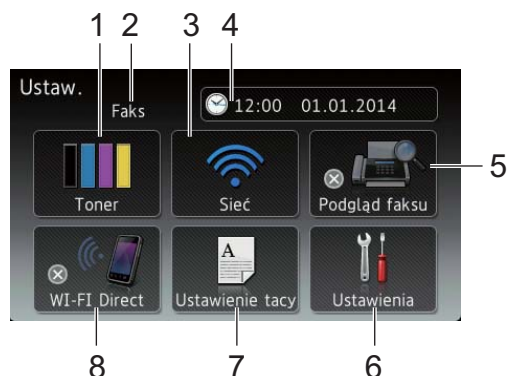 1 2 3 4
Ustaw.
Faks
12:00 01.01.2014
Toner
Sieć
Podgląd faksu
5
WI-FI Direct
A
Ustawienie tacy
Ustawienia
8 7 6